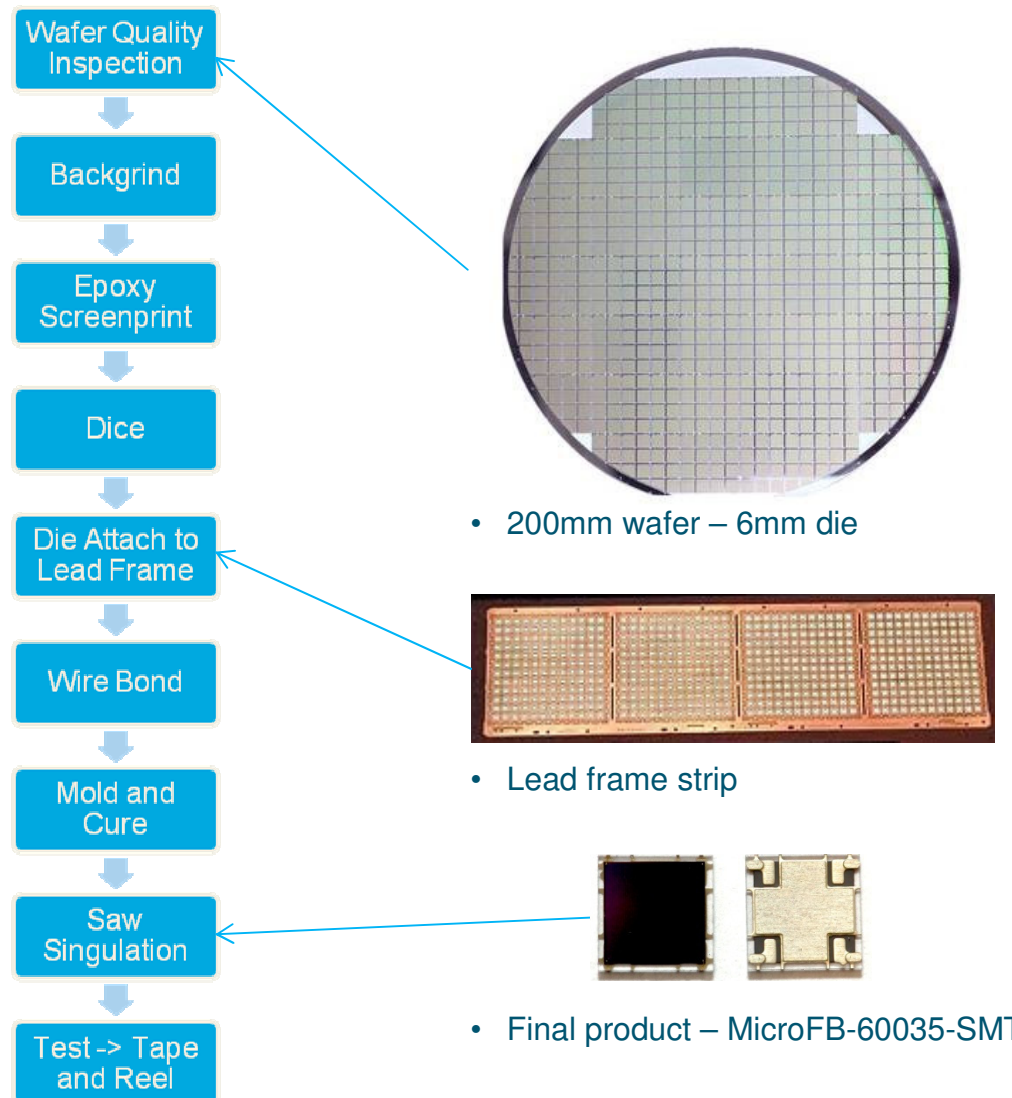 Wafer Quality
Inspection
Backgrind
Epoxy
Screenprint
Dice
Die Attach to
Lead Frame
Wire Bond
Mold and
Cure
Saw
Singulation
Test -> Tape
and Reel
• 200mm wafer – 6mm die
• Lead frame strip
• Final product – MicroFB-60035-SMT